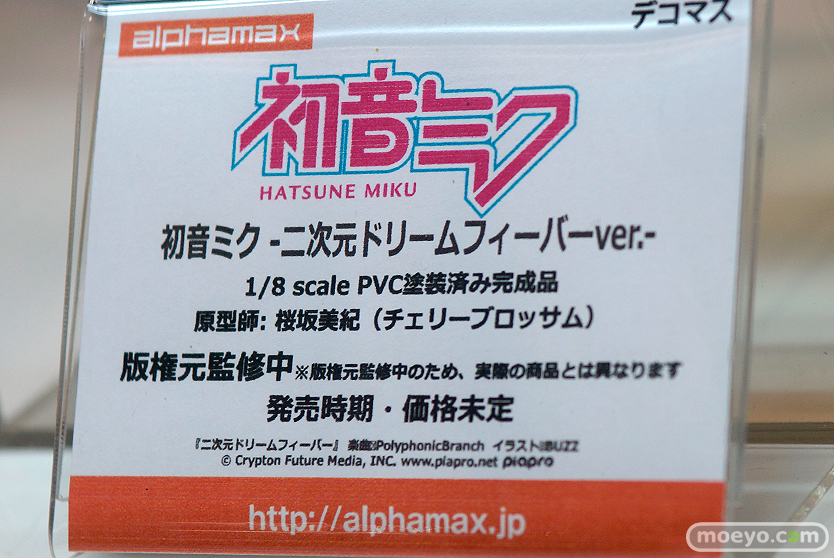 alphamax
デコマス
初音ミク
HATSUNE MIKU
初音ミク -二次元ドリームフィーバーver.-
1/8 scale PVC塗装済み完成品
原型師: 桜坂美紀（チェリーブロッサム）
版権元監修中※版権元監修中のため、実際の商品とは異なります
発売時期・価格未定
『二次元ドリームフィーバー』 楽曲:PolyphonicBranch イラスト:BUZZ
© Crypton Future Media, INC. www.piapro.net piapro
http://alphamax.jp
moeyo.com